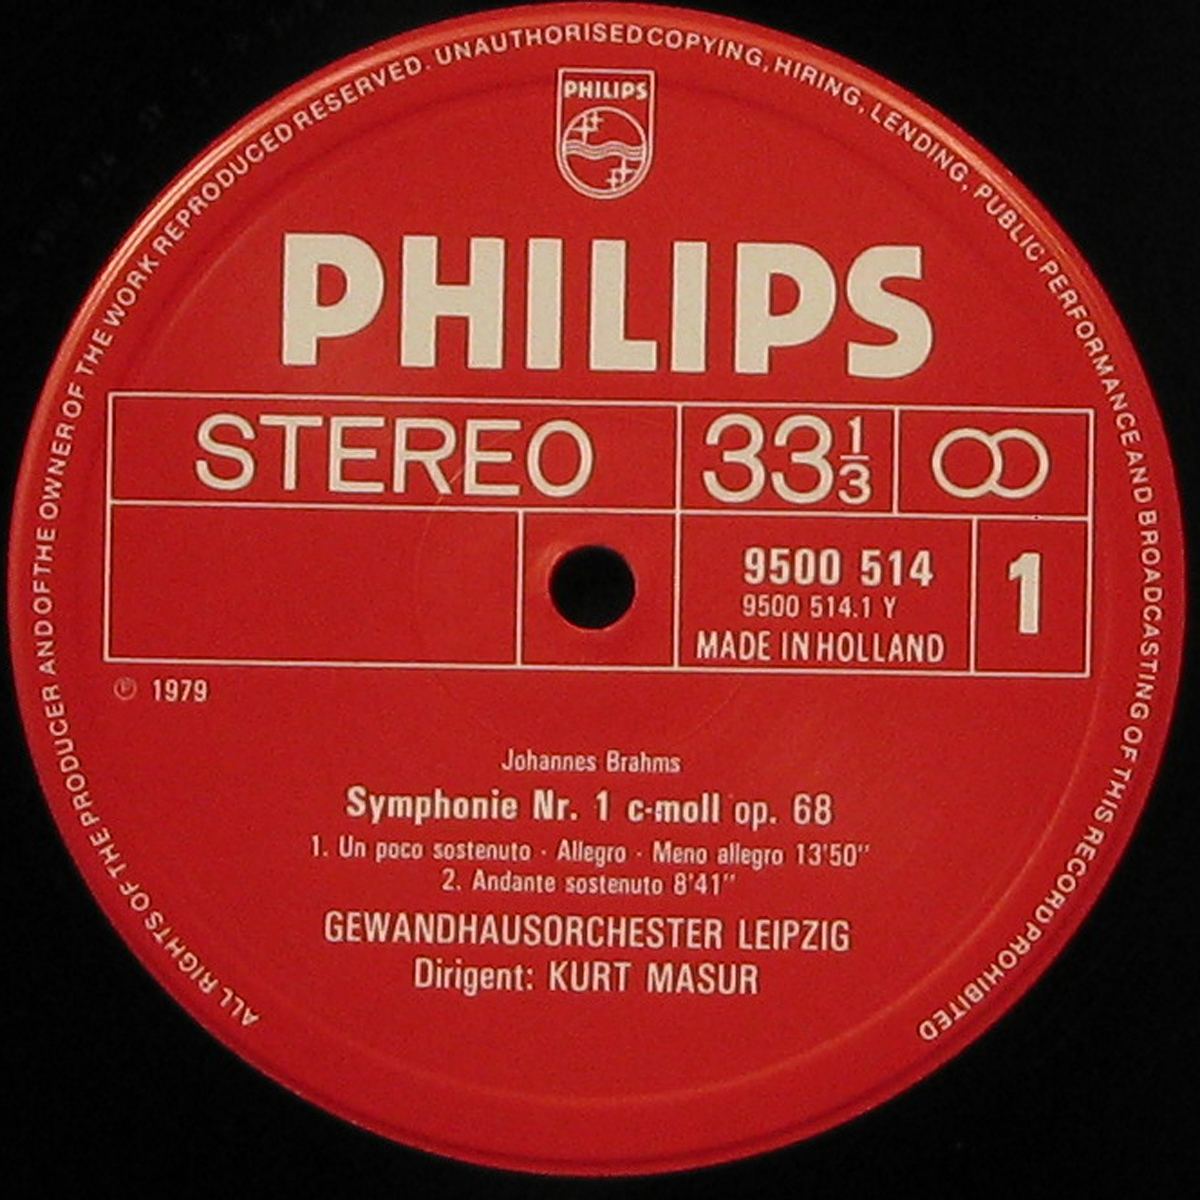 ALL RIGHTS OF THE PRODUCER AND OF THE OWNER OF THE WORK REPRODUCED RESERVED. UNAUTHORISED COPYING, HIRING, LENDING, PUBLIC PERFORMANCE AND BROADCASTING OF THIS RECORD PROHIBITED
PHILIPS
PHILIPS
STEREO 33 1/3
9500 514
9500 514.1 Y
MADE IN HOLLAND
1
℗ 1979
Johannes Brahms
Symphonie Nr. 1 c-moll op. 68
1. Un poco sostenuto · Allegro · Meno allegro 13'50''
2. Andante sostenuto 8'41''
GEWANDHAUSORCHESTER LEIPZIG
Dirigent: KURT MASUR